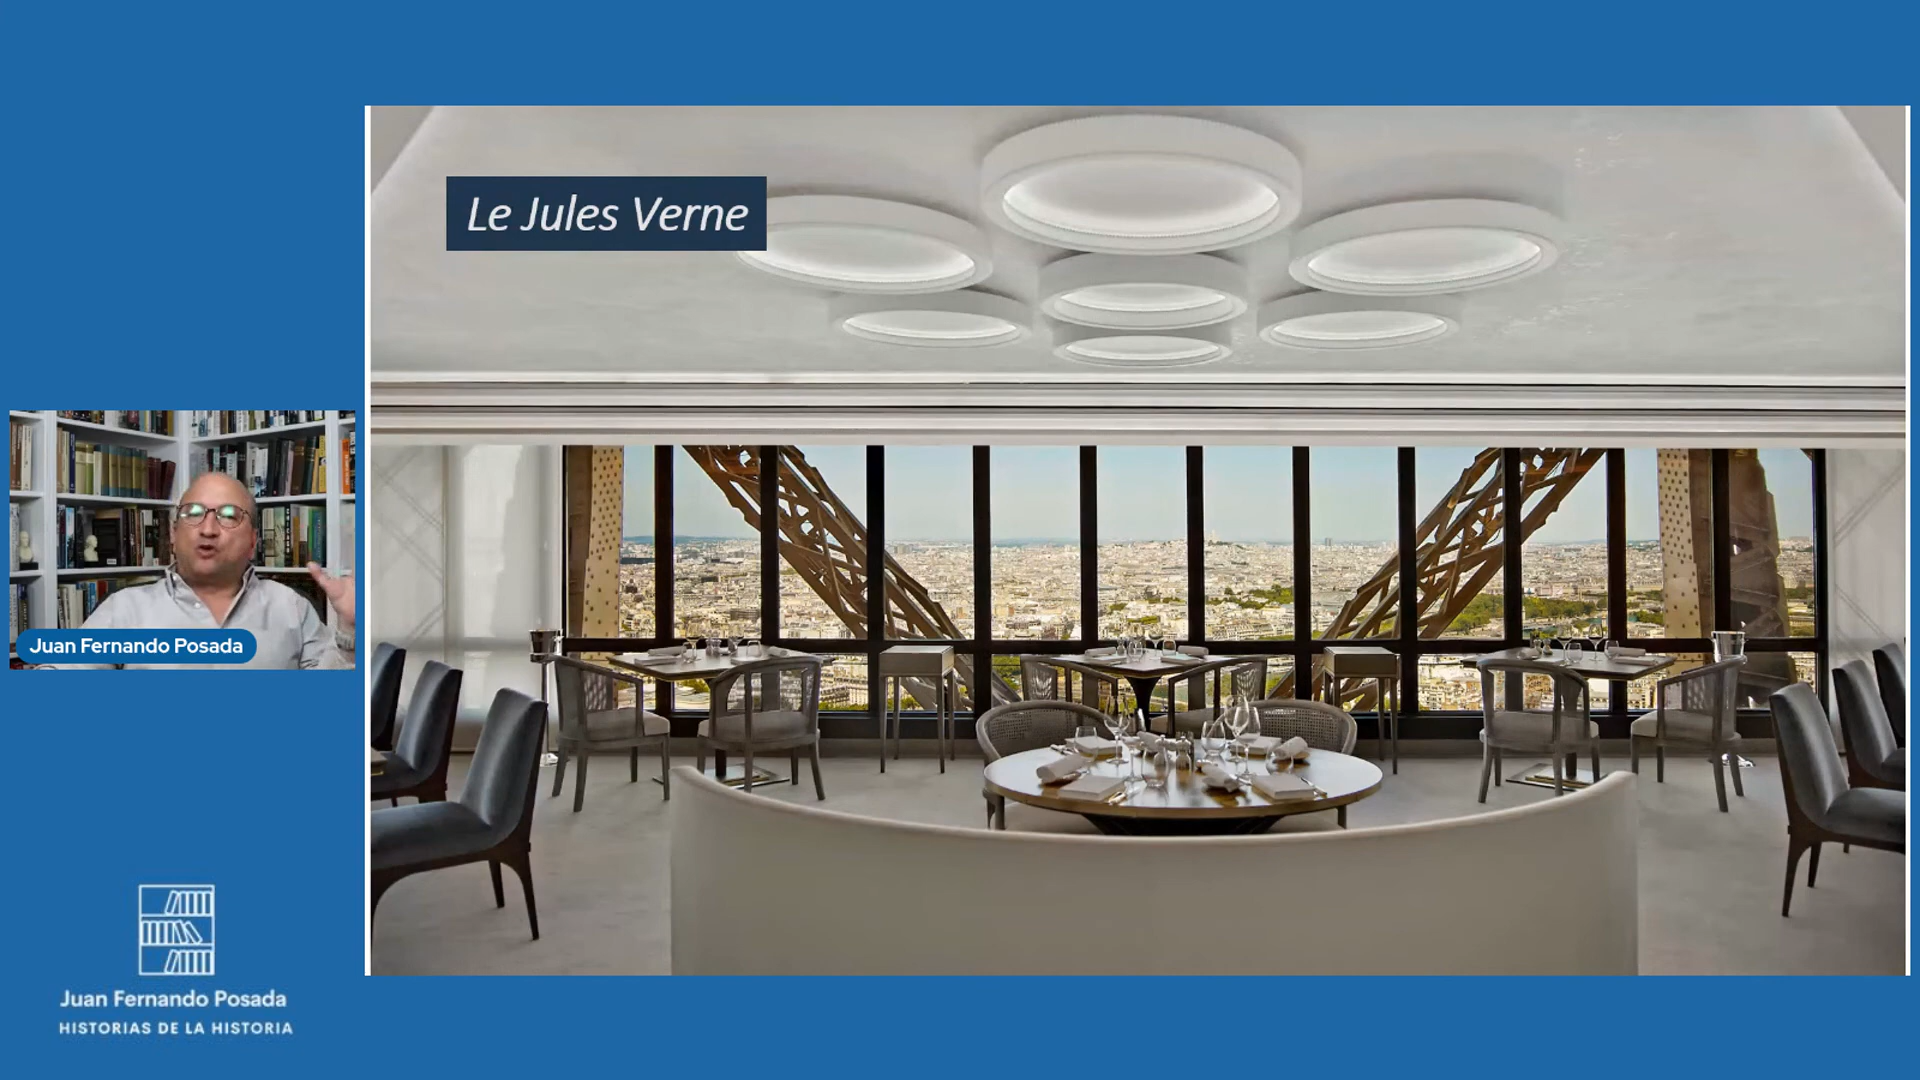 Le Jules Verne
Juan Fernando Posada
Juan Fernando Posada
HISTORIAS DE LA HISTORIA